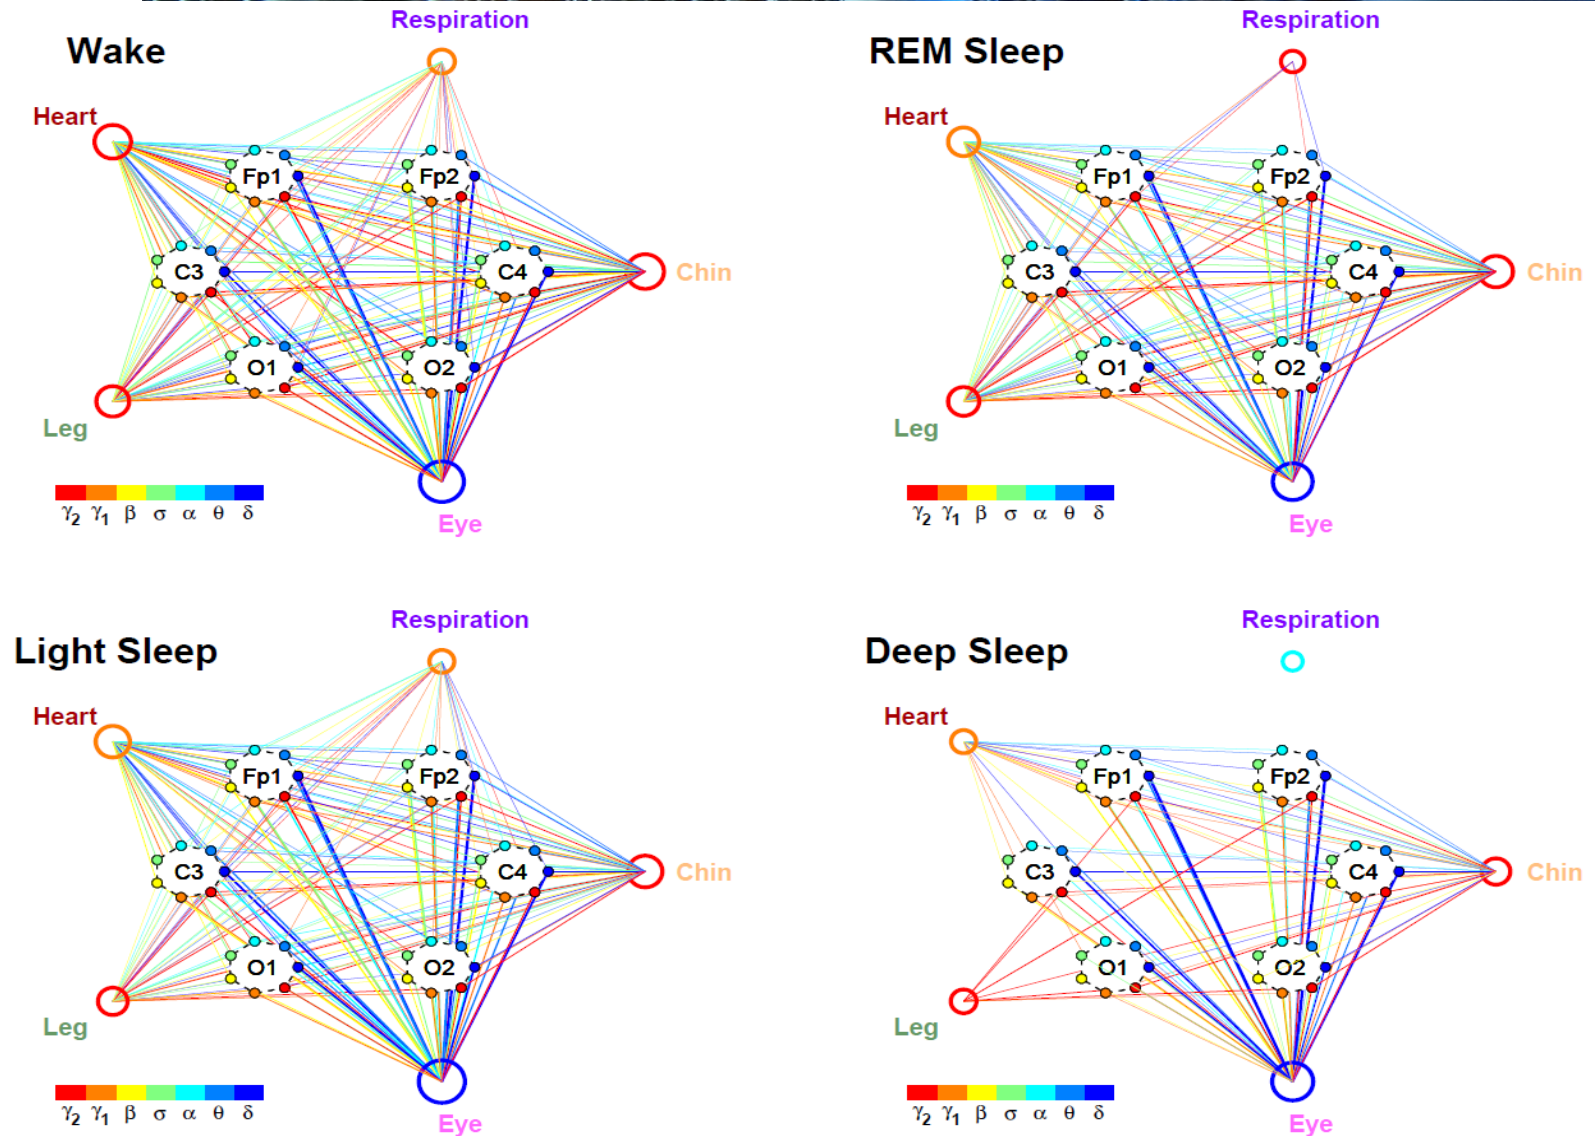 Respiration
Wake
Heart
Fp1
Fp2
C3
C4
Chin
O1
O2
Leg
γ2 γ1 β σ α θ δ
Eye
Respiration
REM Sleep
Heart
Fp1
Fp2
C3
C4
Chin
O1
O2
Leg
γ2 γ1 β σ α θ δ
Eye
Respiration
Light Sleep
Heart
Fp1
Fp2
C3
C4
Chin
O1
O2
Leg
γ2 γ1 β σ α θ δ
Eye
Respiration
Deep Sleep
Heart
Fp1
Fp2
C3
C4
Chin
O1
O2
Leg
γ2 γ1 β σ α θ δ
Eye